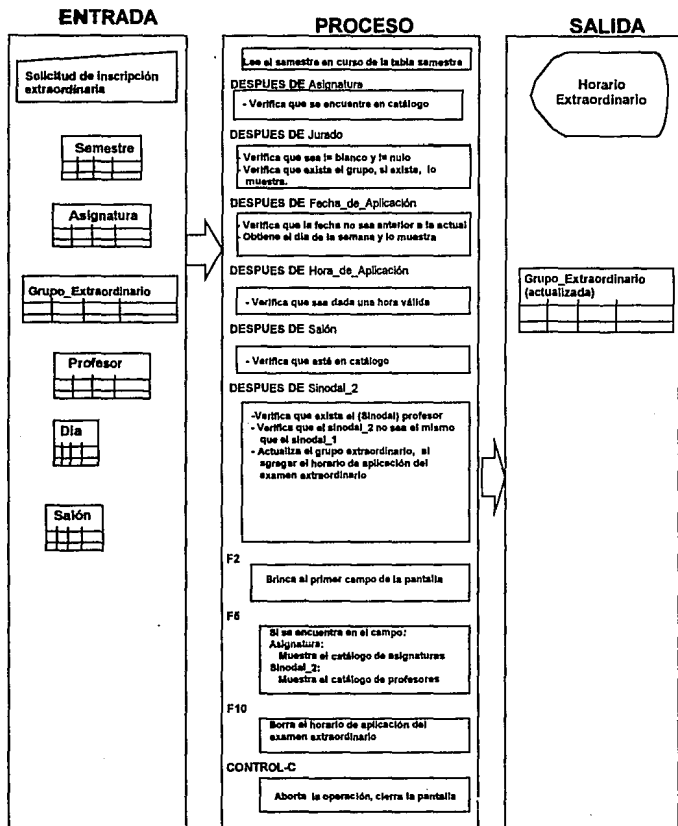 ENTRADA
Solicitud de inscripción
extraordinaria
Semestre
Asignatura
Grupo_Extraordinario
Profesor
Día
Salón
PROCESO
Lee el semestre en curso de la tabla semestre
DESPUES DE Asignatura
- Verifica que se encuentre en catálogo
DESPUES DE Jurado
- Verifica que sea != blanco y != nulo
- Verifica que exista el grupo, si existe, lo
muestra.
DESPUES DE Fecha_de_Aplicación
- Verifica que la fecha no sea anterior a la actual
- Obtiene el día de la semana y lo muestra
DESPUES DE Hora_de_Aplicación
- Verifica que sea dada una hora válida
DESPUES DE Salón
- Verifica que está en catálogo
DESPUES DE Sinodal_2
-Verifica que exista el (Sinodal) profesor
- Verifica que el sinodal_2 no sea el mismo
que el sinodal_1
- Actualiza el grupo extraordinario, al
agregar el horario de aplicación del
examen extraordinario
F2
Brinca al primer campo de la pantalla
F5
Si se encuentra en el campo:
Asignatura:
Muestra el catálogo de asignaturas
Sinodal_2:
Muestra el catálogo de profesores
F10
Borra el horario de aplicación del
examen extraordinario
CONTROL-C
Aborta la operación, cierra la pantalla
SALIDA
Horario
Extraordinario
Grupo_Extraordinario
(actualizada)